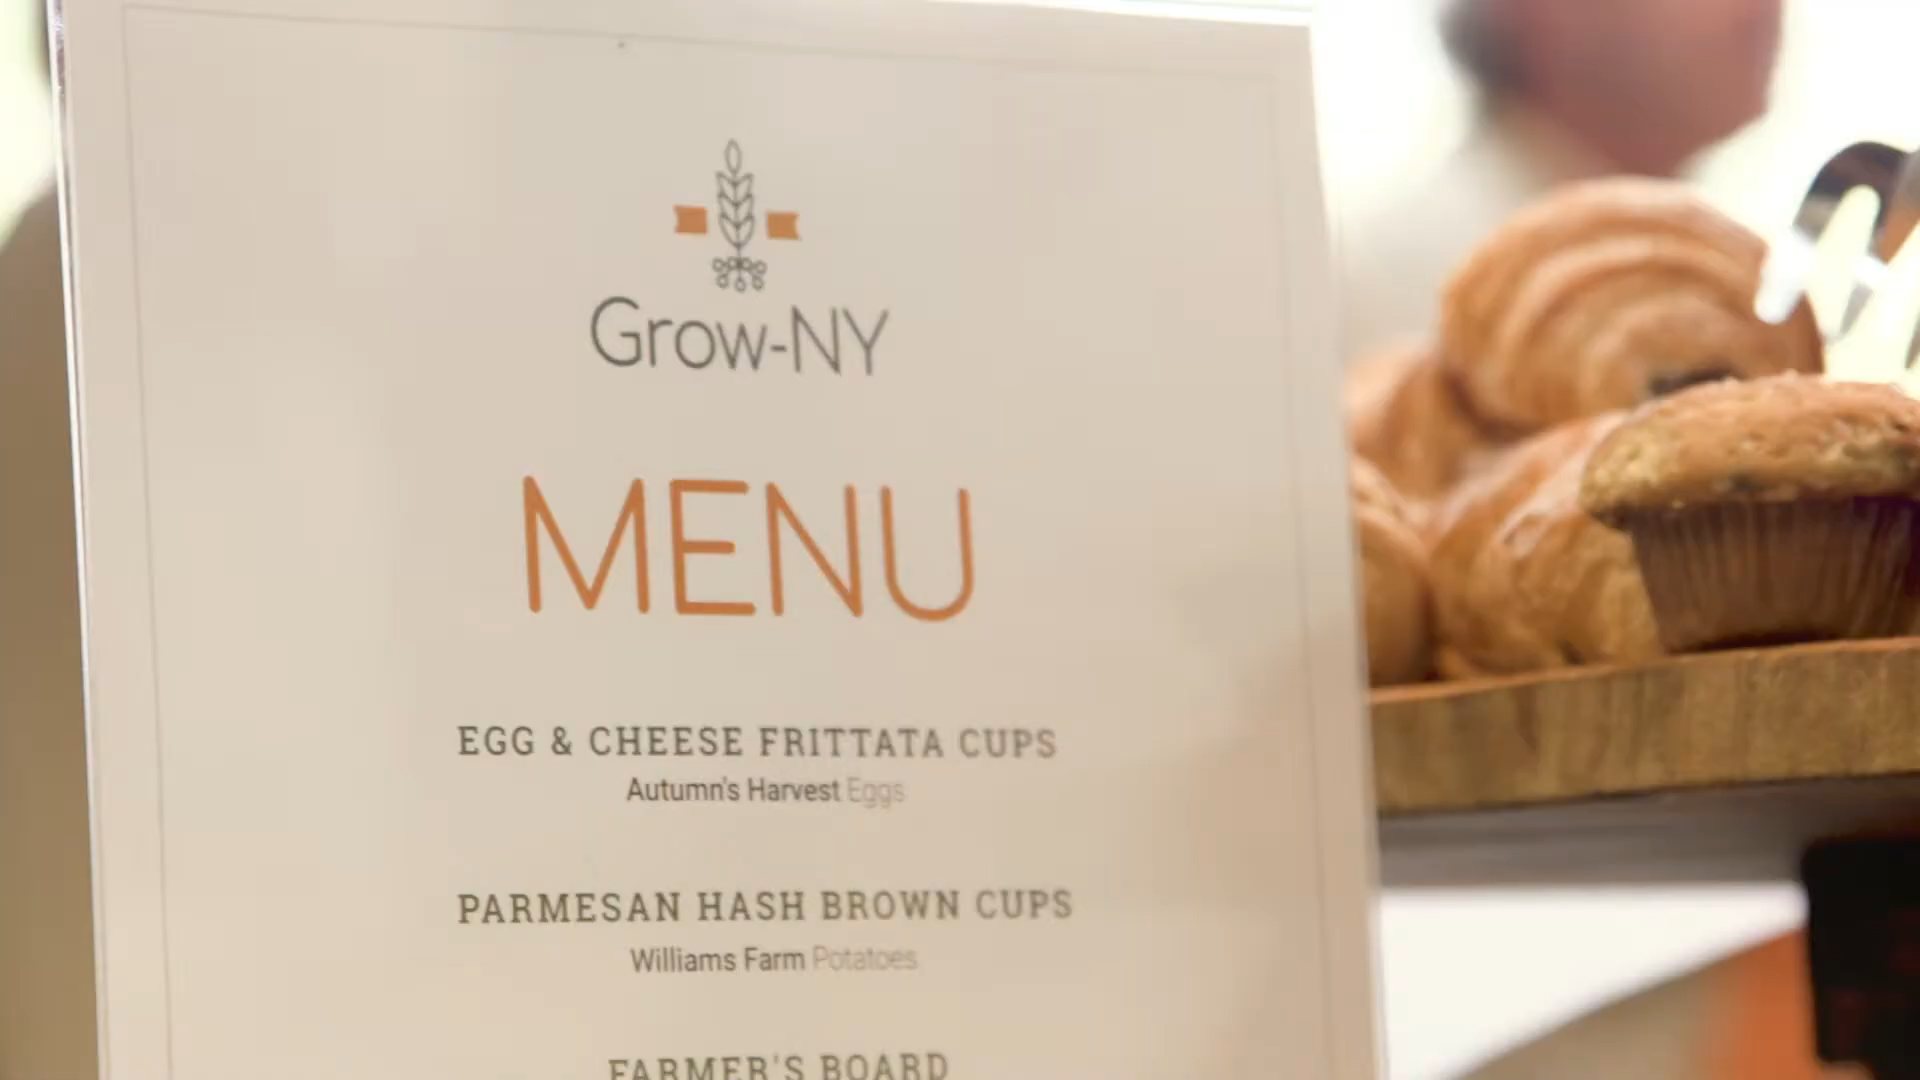 Grow-NY
MENU
EGG & CHEESE FRITTATA CUPS
Autumn's Harvest Eggs
PARMESAN HASH BROWN CUPS
Williams Farm Potatoes
FARMER'S BOARD